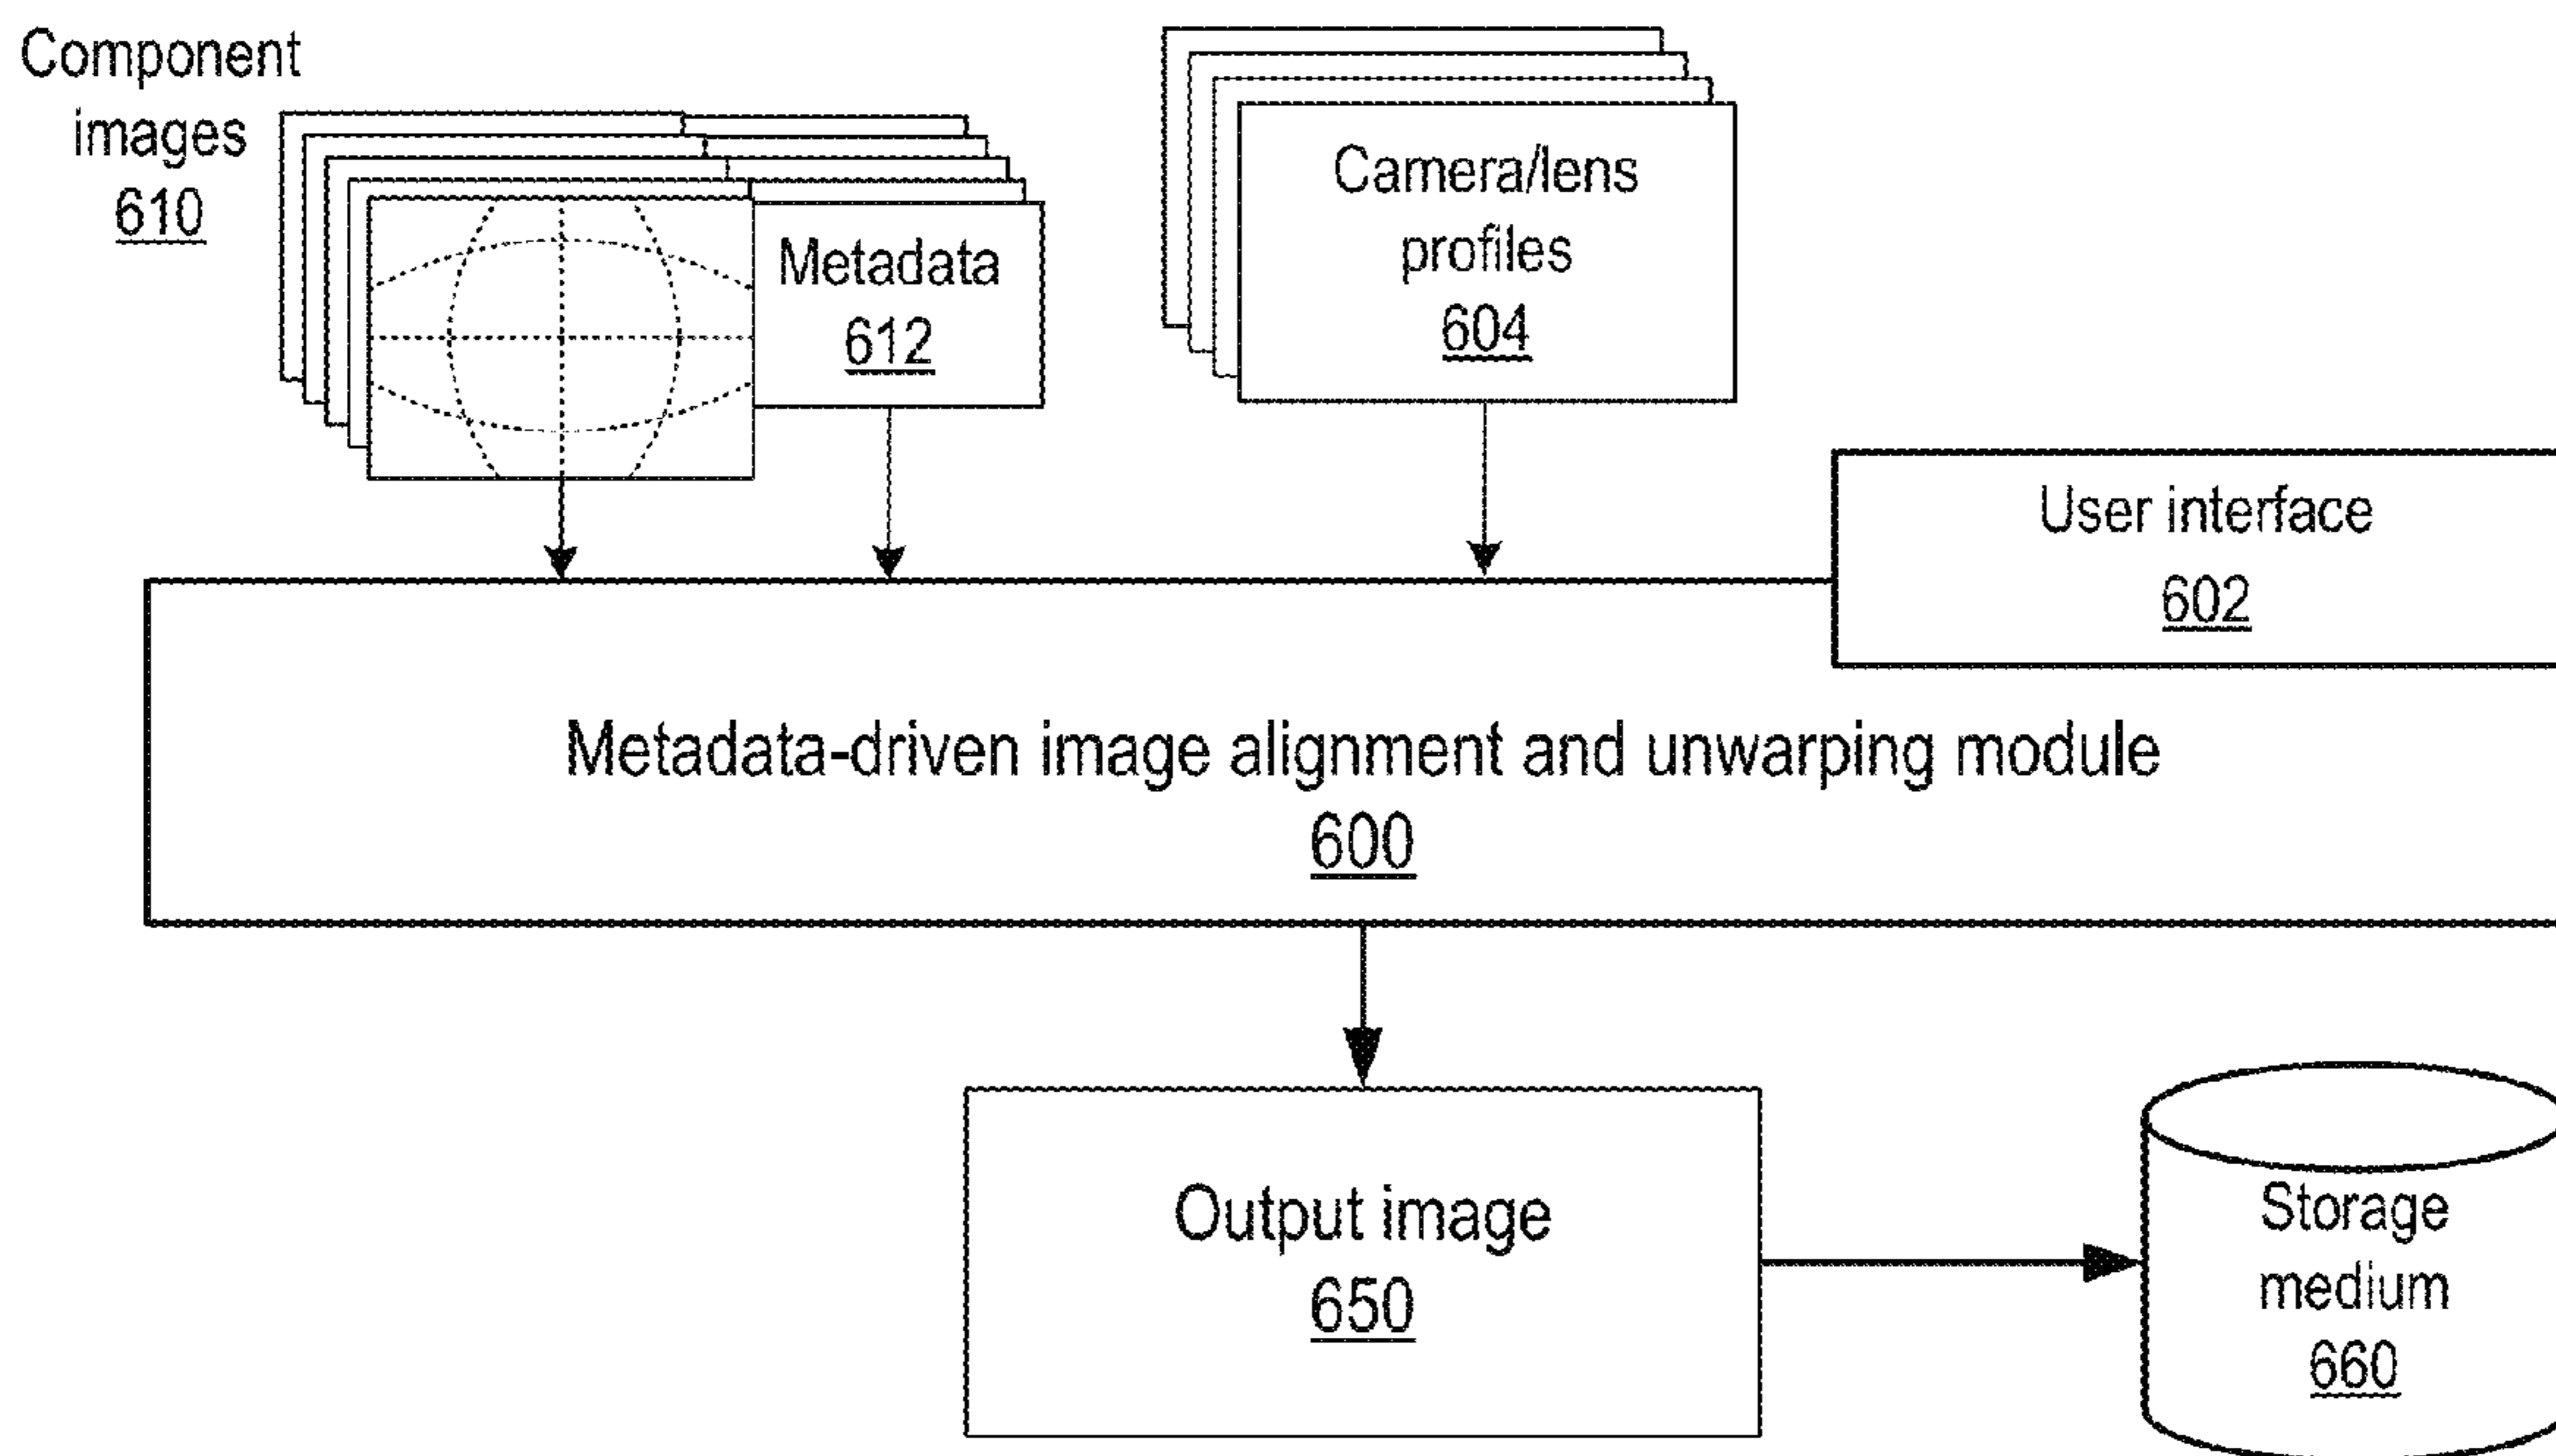 Component
images
610
Metadata
612
Camera/lens
profiles
604
User interface
602
Metadata-driven image alignment and unwarping module
600
Output image
650
Storage
medium
660